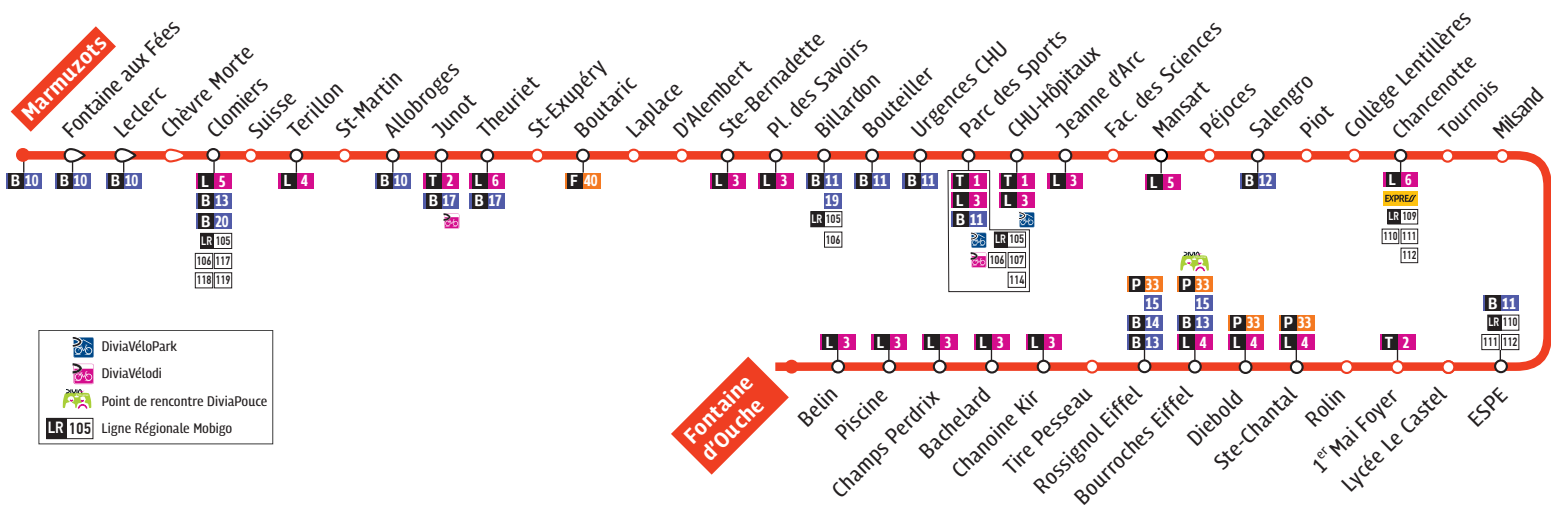 Marmuzots
Fontaine aux Fées
Leclerc
Chèvre Morte
Clomiers
Suisse
Terillon
St-Martin
Allobroges
Junot
Theuriet
St-Exupéry
Boutaric
Laplace
D'Alembert
Ste-Bernadette
Pl. des Savoirs
Billardon
Bouteiller
Urgences CHU
Parc des Sports
CHU-Hôpitaux
Jeanne d'Arc
Fac. des Sciences
Mansart
Péjoces
Salengro
Piot
Collège Lentillères
Chancenotte
Tournois
Milsand
B 10
B 10
B 10
L 5
B 13
B 20
LR 105
106 117
118 119
L 4
B 10
T 2
B 17
L 6
B 17
F 40
L 3
L 3
B 11
19
LR 105
106
B 11
B 11
T 1
L 3
B 11
T 1
L 3
LR 105
106 107
114
L 3
L 5
B 12
L 6
EXPRESS
LR 109
110 111
112
DiviaVéloPark
DiviaVélodi
DIVIA
Point de rencontre DiviaPouce
LR 105 Ligne Régionale Mobigo
L 3
L 3
L 3
L 3
L 3
P 33
15
B 14
B 13
DIVIA
P 33
15
B 13
L 4
P 33
L 4
P 33
L 4
T 2
B 11
LR 110
111 112
Fontaine
d'Ouche
Belin
Piscine
Champs Perdrix
Bachelard
Chanoine Kir
Tire Pesseau
Rossignol Eiffel
Bourroches Eiffel
Diebold
Ste-Chantal
Rolin
1er Mai Foyer
Lycée Le Castel
ESPE